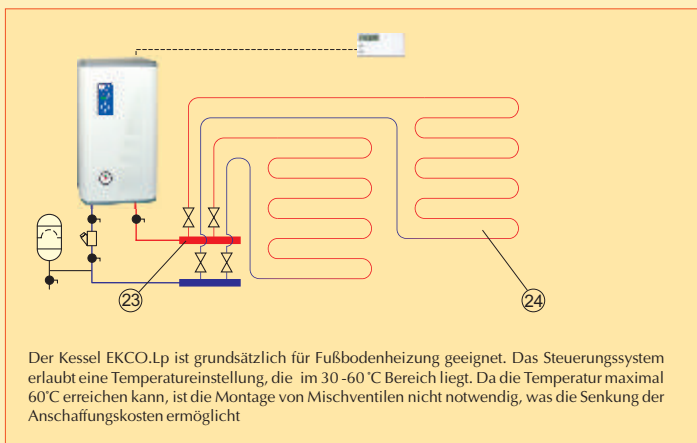 23
24
Der Kessel EKCO.Lp ist grundsätzlich für Fußbodenheizung geeignet. Das Steuerungssystem
erlaubt eine Temperatureinstellung, die im 30 -60 °C Bereich liegt. Da die Temperatur maximal
60°C erreichen kann, ist die Montage von Mischventilen nicht notwendig, was die Senkung der
Anschaffungskosten ermöglicht